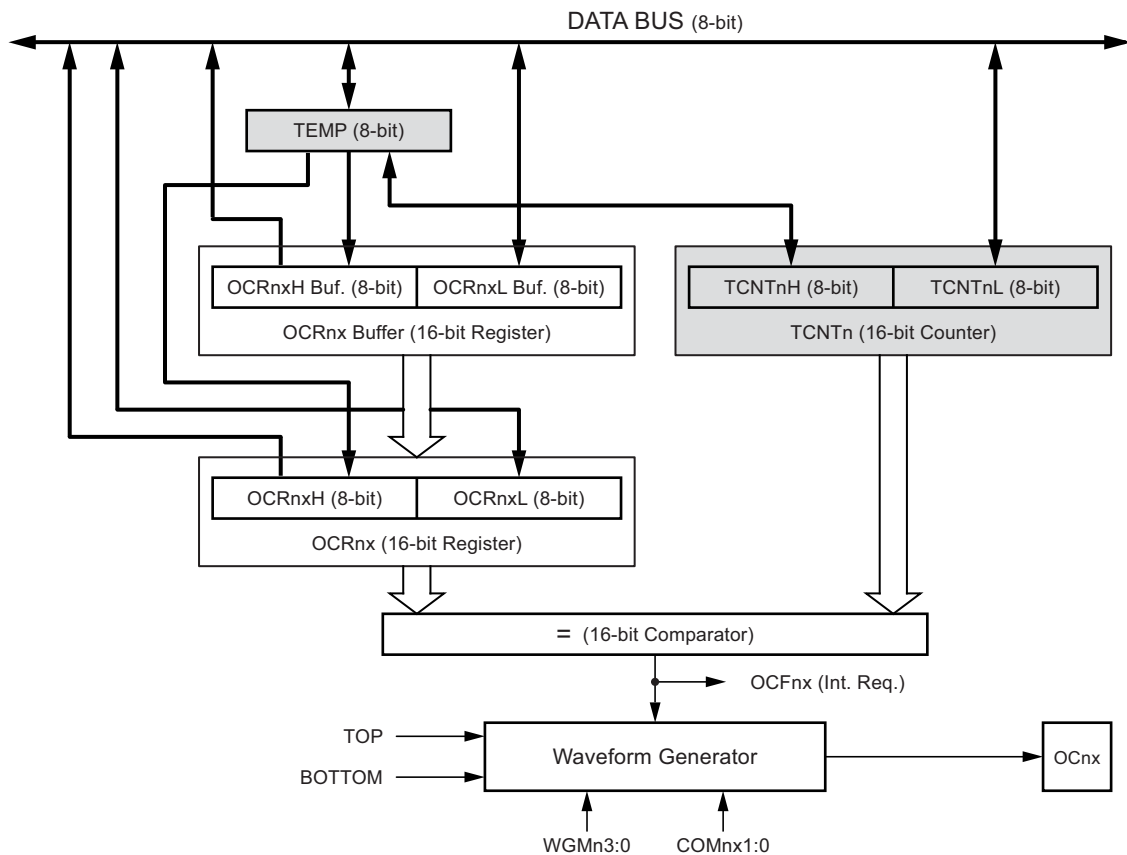 DATA BUS (8-bit)
TEMP (8-bit)
OCRnxH Buf. (8-bit)
OCRnxL Buf. (8-bit)
OCRnx Buffer (16-bit Register)
TCNTnH (8-bit)
TCNTnL (8-bit)
TCNTn (16-bit Counter)
OCRnxH (8-bit)
OCRnxL (8-bit)
OCRnx (16-bit Register)
= (16-bit Comparator)
OCFnx (Int. Req.)
TOP
BOTTOM
Waveform Generator
OCnx
WGMn3:0
COMnx1:0